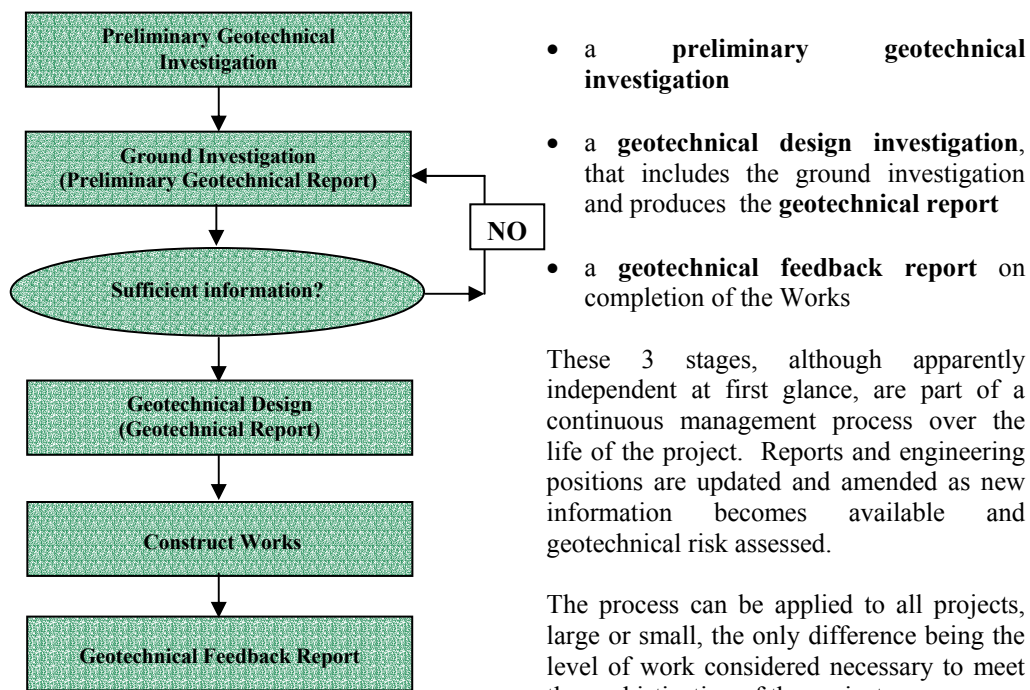 Preliminary Geotechnical
Investigation
Ground Investigation
(Preliminary Geotechnical Report)
NO
Sufficient information?
Geotechnical Design
(Geotechnical Report)
Construct Works
Geotechnical Feedback Report
• a preliminary geotechnical
investigation
• a geotechnical design investigation,
that includes the ground investigation
and produces the geotechnical report
• a geotechnical feedback report on
completion of the Works
These 3 stages, although apparently
independent at first glance, are part of a
continuous management process over the
life of the project. Reports and engineering
positions are updated and amended as new
information becomes available and
geotechnical risk assessed.
The process can be applied to all projects,
large or small, the only difference being the
level of work considered necessary to meet